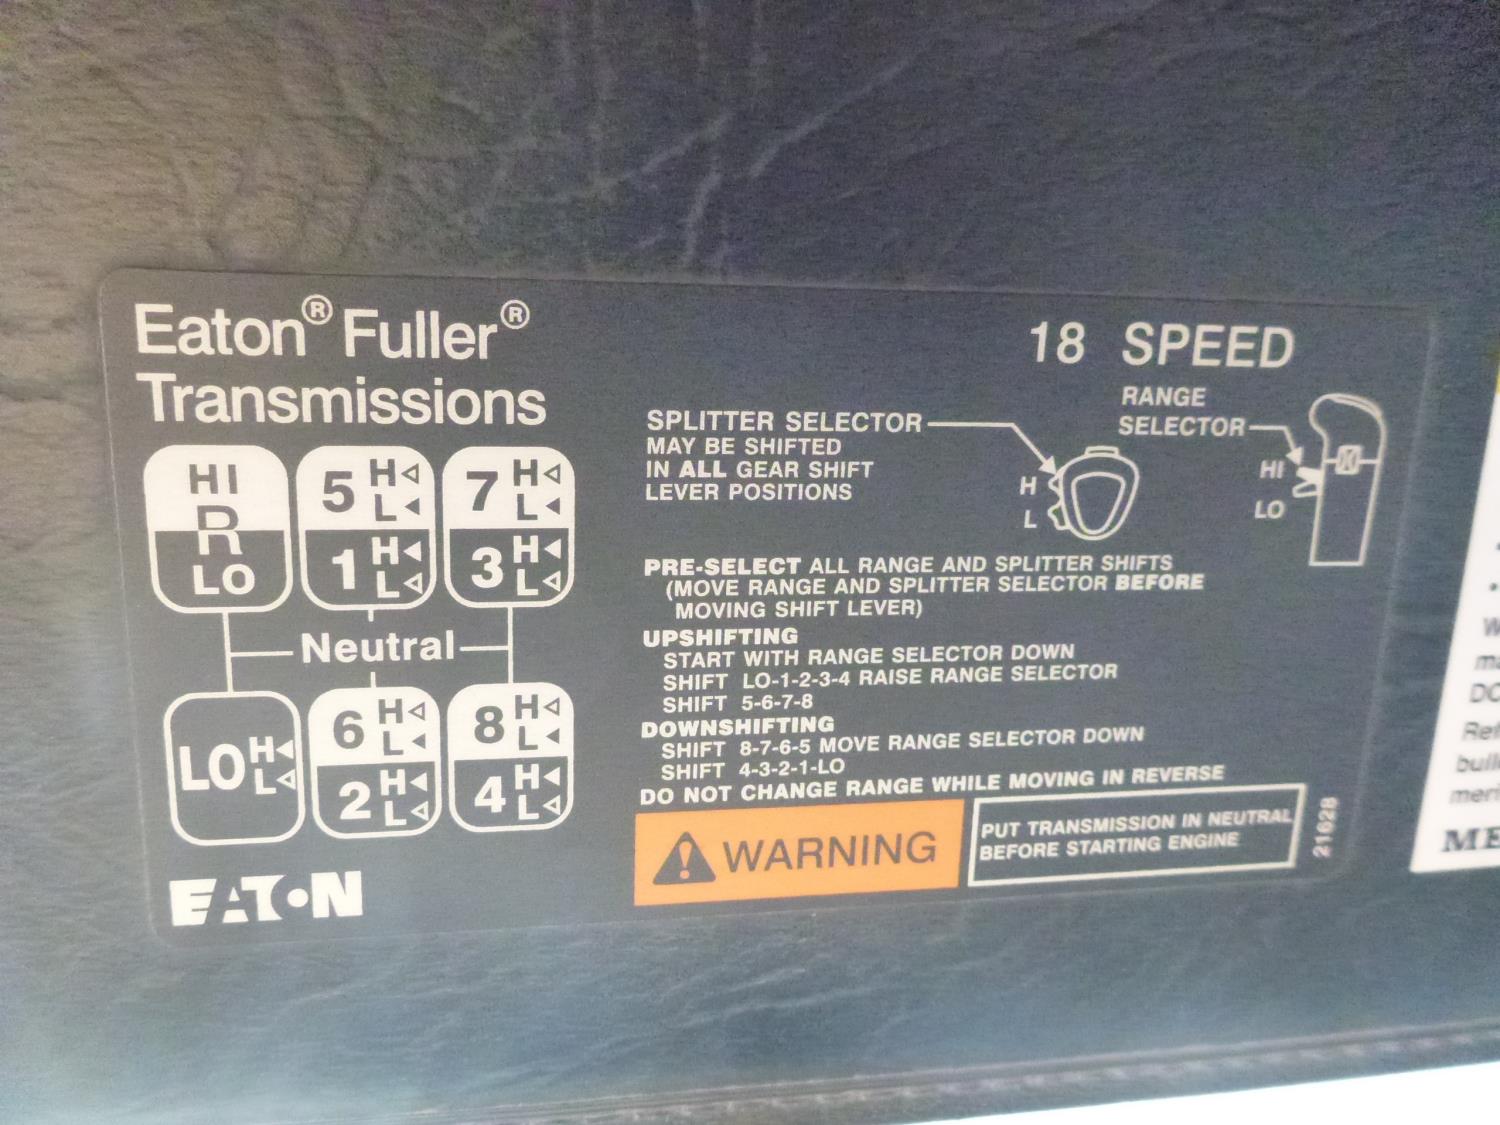 Eaton® Fuller®
Transmissions
18 SPEED
HI
R
LO
5 H L
1 H L
7 H L
3 H L
Neutral
LO H L
6 H L
2 H L
8 H L
4 H L
EATON
SPLITTER SELECTOR
MAY BE SHIFTED
IN ALL GEAR SHIFT
LEVER POSITIONS
H
L
RANGE
SELECTOR
HI
LO
PRE-SELECT ALL RANGE AND SPLITTER SHIFTS
(MOVE RANGE AND SPLITTER SELECTOR BEFORE
MOVING SHIFT LEVER)
UPSHIFTING
START WITH RANGE SELECTOR DOWN
SHIFT LO-1-2-3-4 RAISE RANGE SELECTOR
SHIFT 5-6-7-8
DOWNSHIFTING
SHIFT 8-7-6-5 MOVE RANGE SELECTOR DOWN
SHIFT 4-3-2-1-LO
DO NOT CHANGE RANGE WHILE MOVING IN REVERSE
WARNING
PUT TRANSMISSION IN NEUTRAL
BEFORE STARTING ENGINE
21628